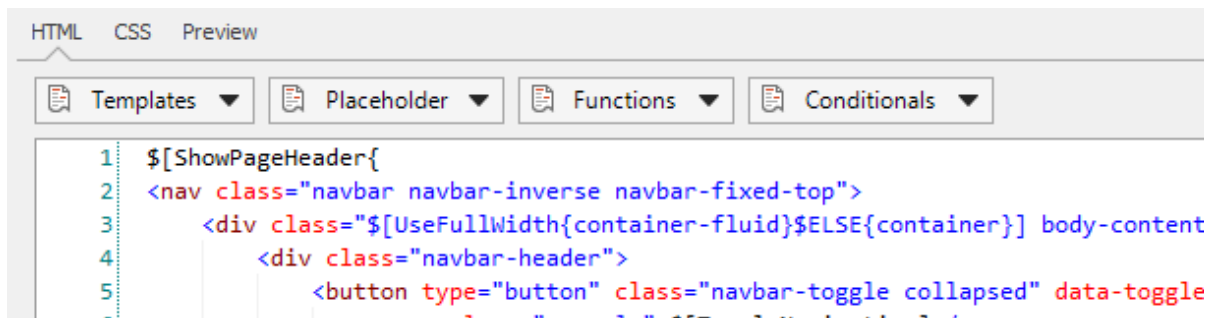 HTML CSS Preview
Templates Placeholder Functions Conditionals
1 $[ShowPageHeader{
2 <nav class="navbar navbar-inverse navbar-fixed-top">
3 <div class="$[UseFullWidth{container-fluid}$ELSE{container}] body-content
4 <div class="navbar-header">
5 <button type="button" class="navbar-toggle collapsed" data-toggle